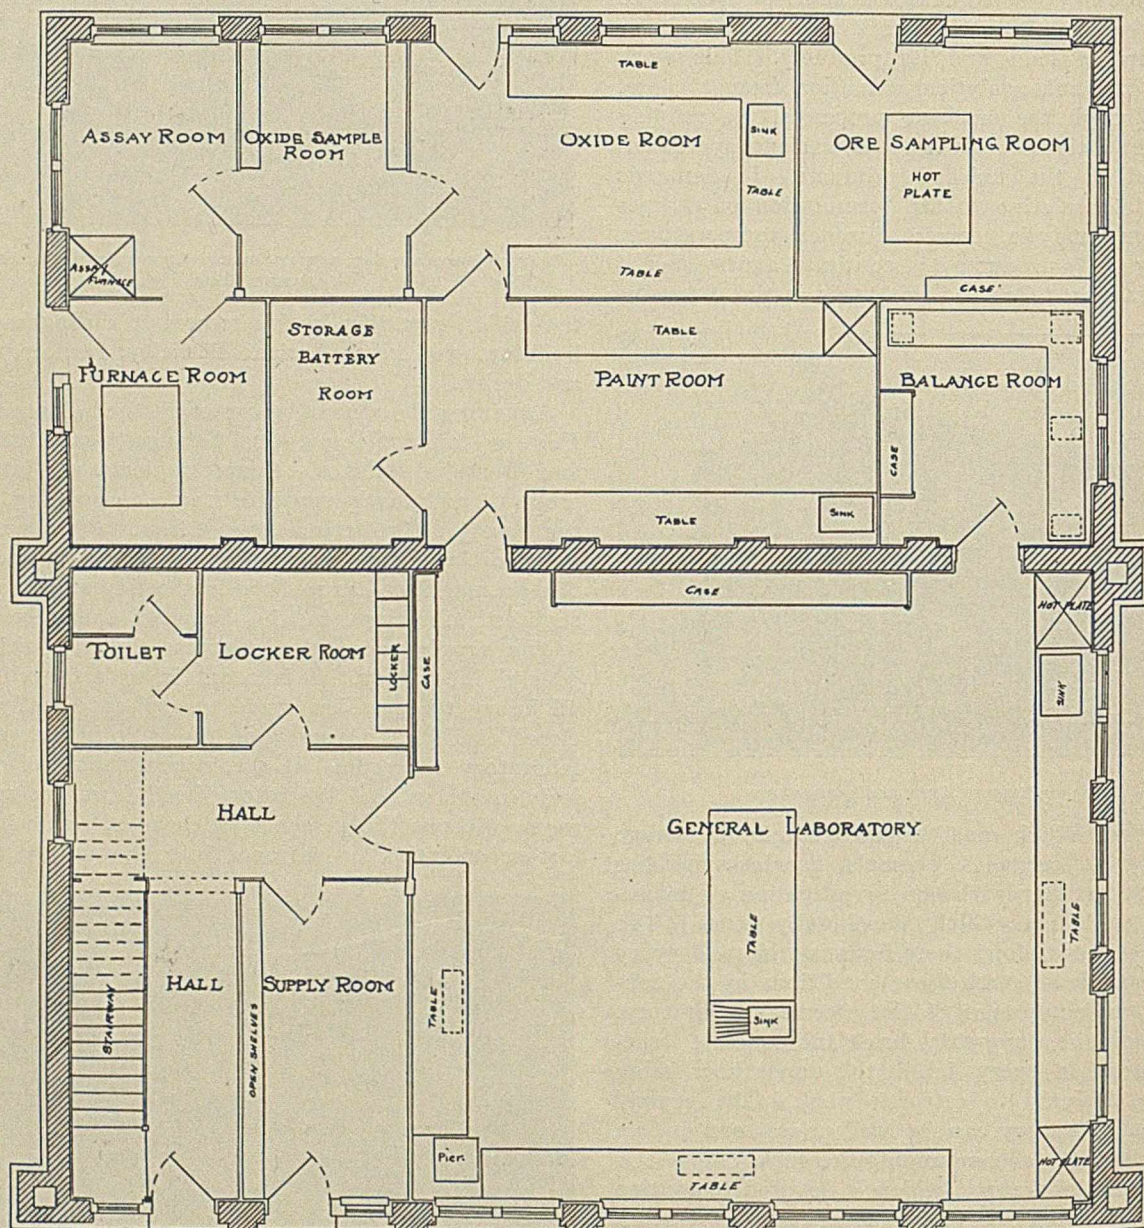 TABLE
ASSAY ROOM
OXIDE SAMPLE
ROOM
OXIDE ROOM
SINK
TABLE
TABLE
ORE SAMPLING ROOM
HOT
PLATE
CASE
ASSAY
FURNACE
FURNACE ROOM
STORAGE
BATTERY
ROOM
TABLE
PAINT ROOM
TABLE
SINK
BALANCE ROOM
CASE
CASE
HOT PLATE
SINK
TOILET
LOCKER ROOM
LOCKER
CASE
HALL
GENERAL LABORATORY
TABLE
SINK
TABLE
STAIRWAY
HALL
OPEN SHELVES
SUPPLY ROOM
TABLE
Pier.
TABLE
HOT PLATE